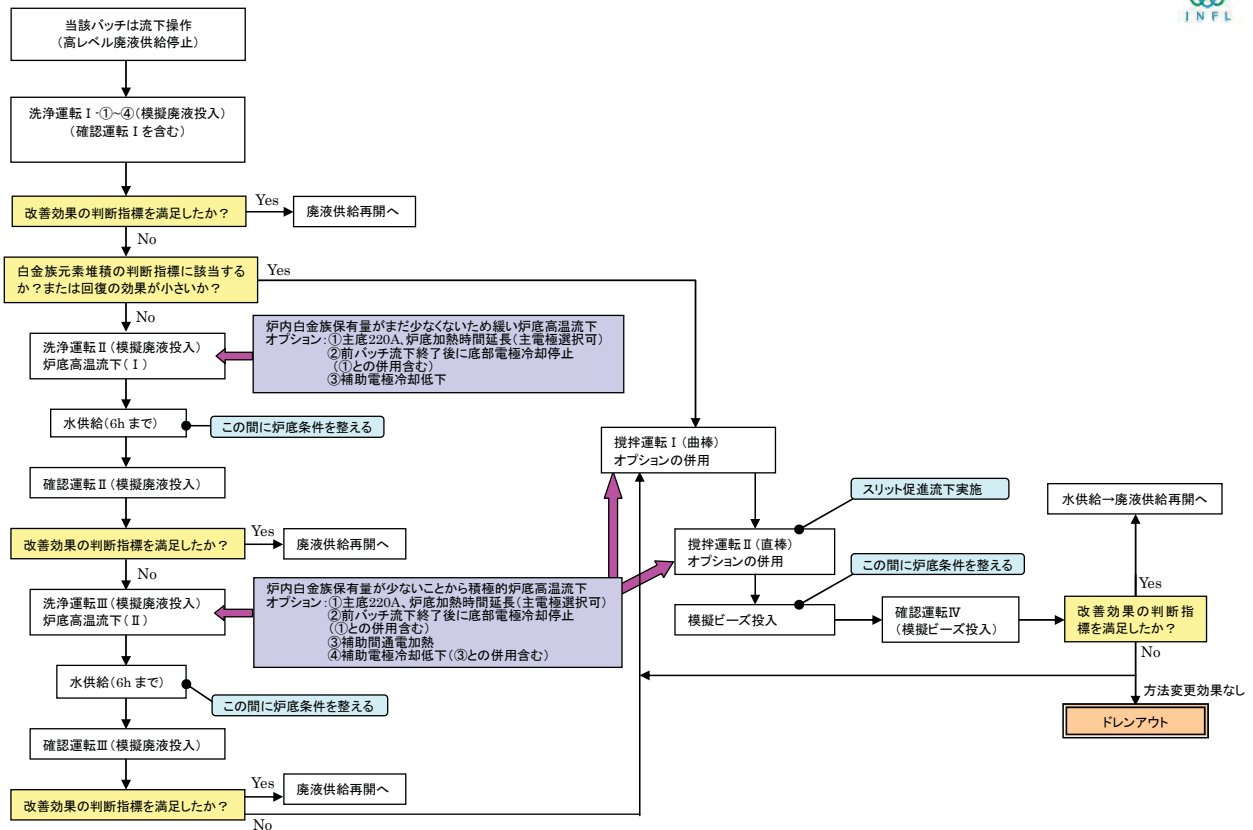 JNFL
当該バッチは流下操作
(高レベル廃液供給停止)
洗浄運転Ⅰ-①~④(模擬廃液投入)
(確認運転Ⅰを含む)
改善効果の判断指標を満足したか？
Yes
廃液供給再開へ
No
白金族元素堆積の判断指標に該当する
か？または回復の効果が小さいか？
Yes
No
洗浄運転Ⅱ(模擬廃液投入)
炉底高温流下(Ⅰ)
炉内白金族保有量がまだ少なくないため緩い炉底高温流下
オプション:①主底220A、炉底加熱時間延長(主電極選択可)
②前バッチ流下終了後に底部電極冷却停止
(①との併用含む)
③補助電極冷却低下
水供給(6hまで)
この間に炉底条件を整える
確認運転Ⅱ(模擬廃液投入)
改善効果の判断指標を満足したか？
Yes
廃液供給再開へ
No
洗浄運転Ⅲ(模擬廃液投入)
炉底高温流下(Ⅱ)
炉内白金族保有量が少ないことから積極的炉底高温流下
オプション:①主底220A、炉底加熱時間延長(主電極選択可)
②前バッチ流下終了後に底部電極冷却停止
(①との併用含む)
③補助間通電加熱
④補助電極冷却低下(③との併用含む)
水供給(6hまで)
この間に炉底条件を整える
確認運転Ⅲ(模擬廃液投入)
改善効果の判断指標を満足したか？
Yes
廃液供給再開へ
No
撹拌運転Ⅰ(曲棒)
オプションの併用
スリット促進流下実施
撹拌運転Ⅱ(直棒)
オプションの併用
この間に炉底条件を整える
模擬ビーズ投入
確認運転Ⅳ
(模擬ビーズ投入)
水供給→廃液供給再開へ
Yes
改善効果の判断指
標を満足したか？
No
方法変更効果なし
ドレンアウト